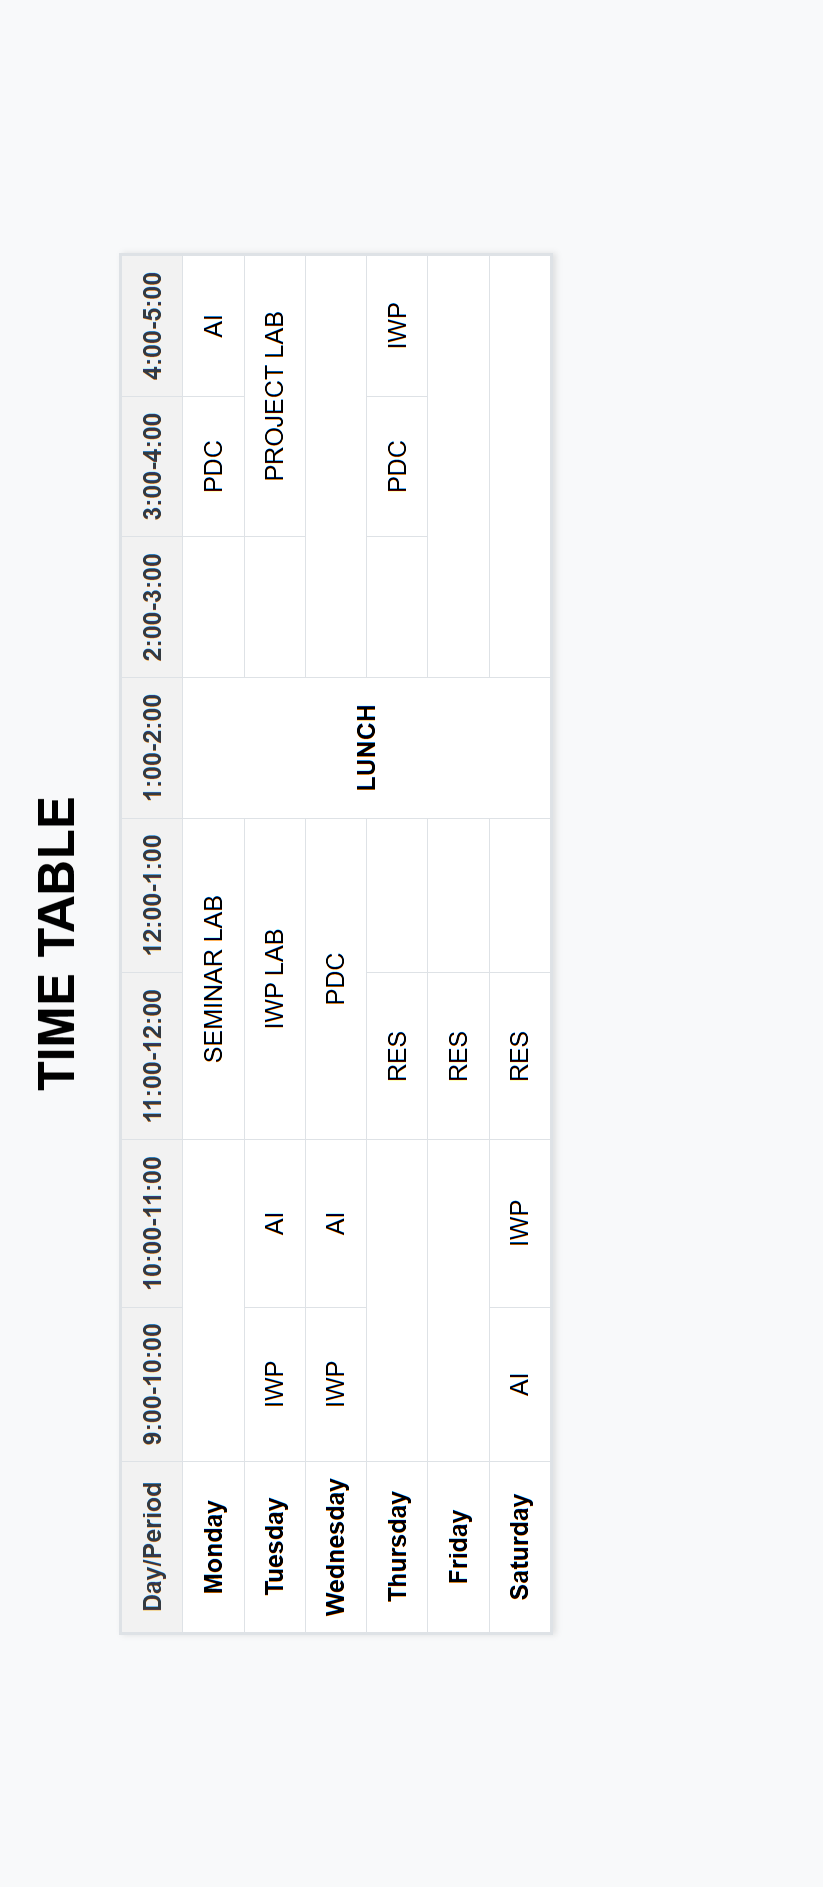 TIME TABLE
Day/Period 9:00-10:00 10:00-11:00 11:00-12:00 12:00-1:00 1:00-2:00 2:00-3:00 3:00-4:00 4:00-5:00
Monday SEMINAR LAB PDC AI
Tuesday IWP AI IWP LAB PROJECT LAB
Wednesday IWP AI PDC
LUNCH
Thursday RES PDC IWP
Friday RES
Saturday AI IWP RES